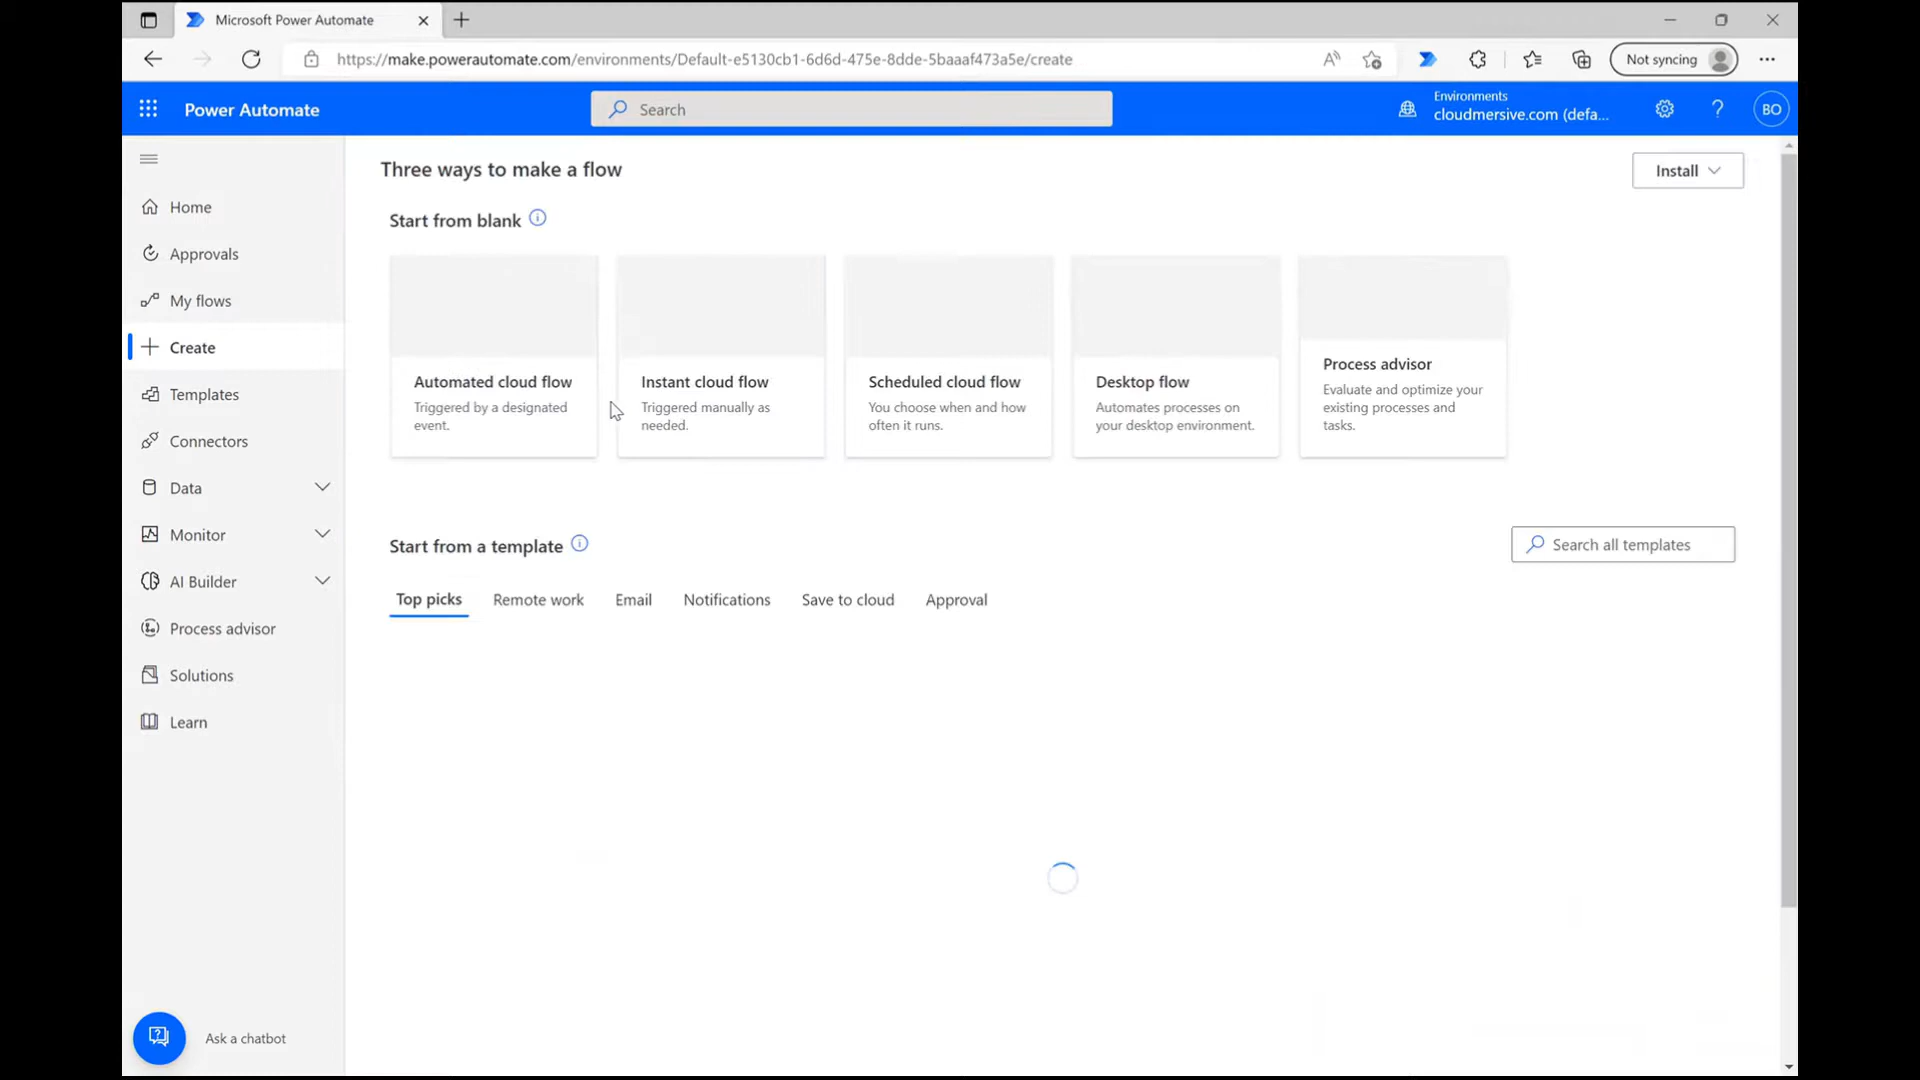 Microsoft Power Automate
https://make.powerautomate.com/environments/Default-e5130cb1-6d6d-475e-8dde-5baaaf473a5e/create
Not syncing
Power Automate
Search
Environments
cloudmersive.com (defa...
BO
Home
Approvals
My flows
Create
Templates
Connectors
Data
Monitor
AI Builder
Process advisor
Solutions
Learn
Ask a chatbot
Three ways to make a flow
Install
Start from blank
Automated cloud flow
Triggered by a designated
event.
Instant cloud flow
Triggered manually as
needed.
Scheduled cloud flow
You choose when and how
often it runs.
Desktop flow
Automates processes on
your desktop environment.
Process advisor
Evaluate and optimize your
existing processes and
tasks.
Start from a template
Search all templates
Top picks
Remote work
Email
Notifications
Save to cloud
Approval